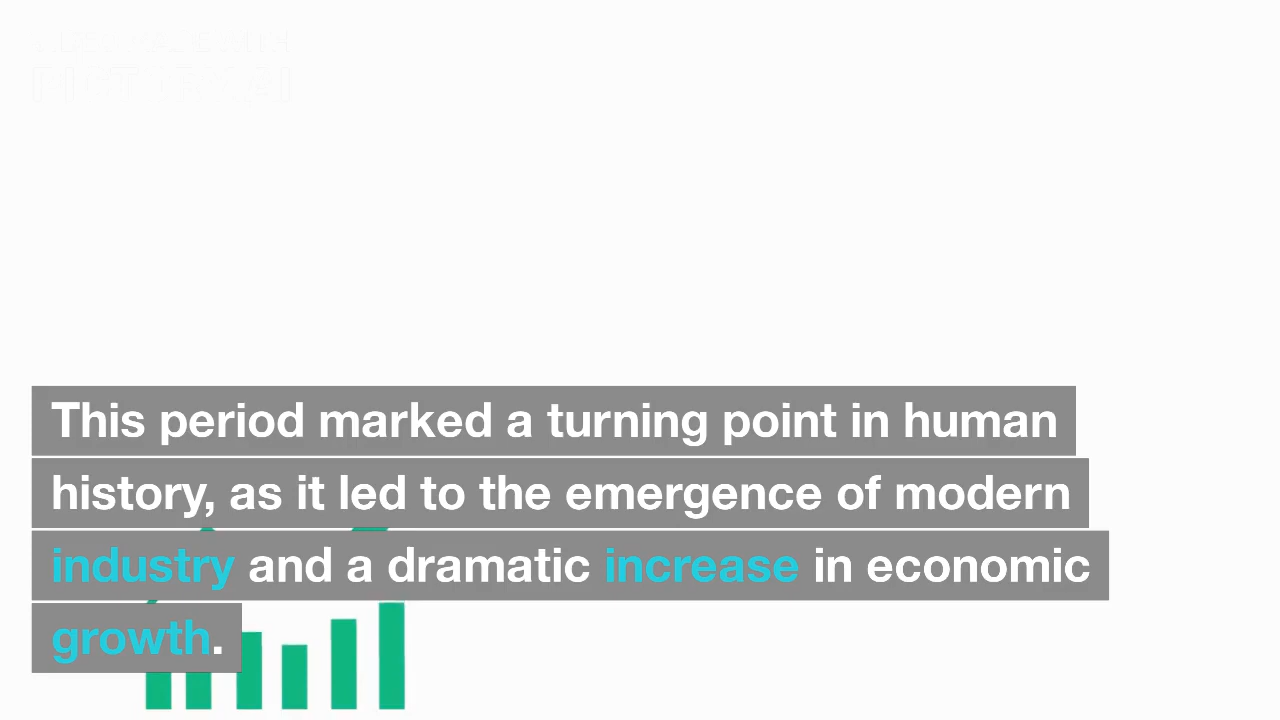 This period marked a turning point in human
history, as it led to the emergence of modern
industry and a dramatic increase in economic
growth.